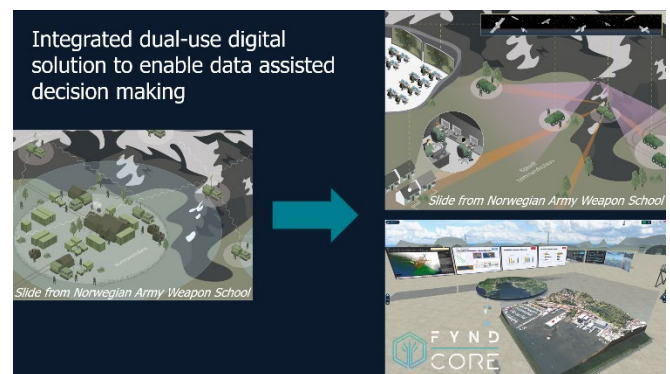 Integrated dual-use digital
solution to enable data assisted
decision making
Slide from Norwegian Army Weapon School
Slide from Norwegian Army Weapon School
FYND
CORE